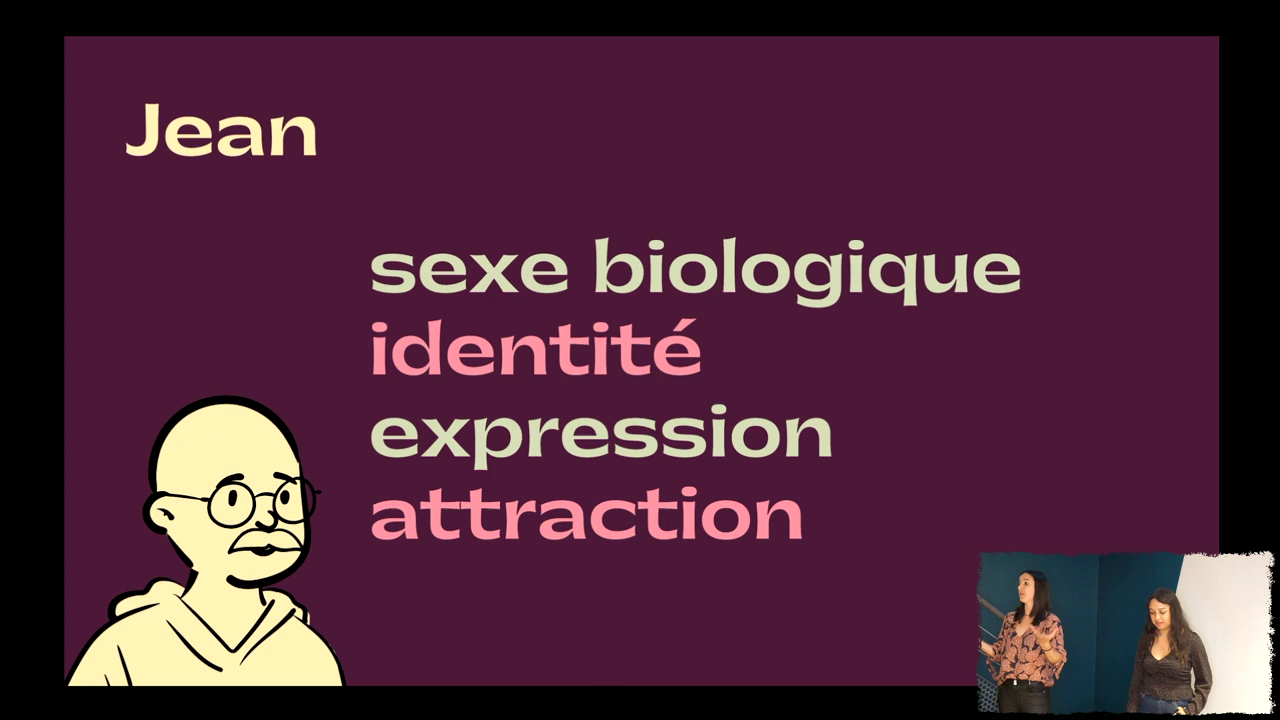 Jean
sexe biologique
identité
expression
attraction